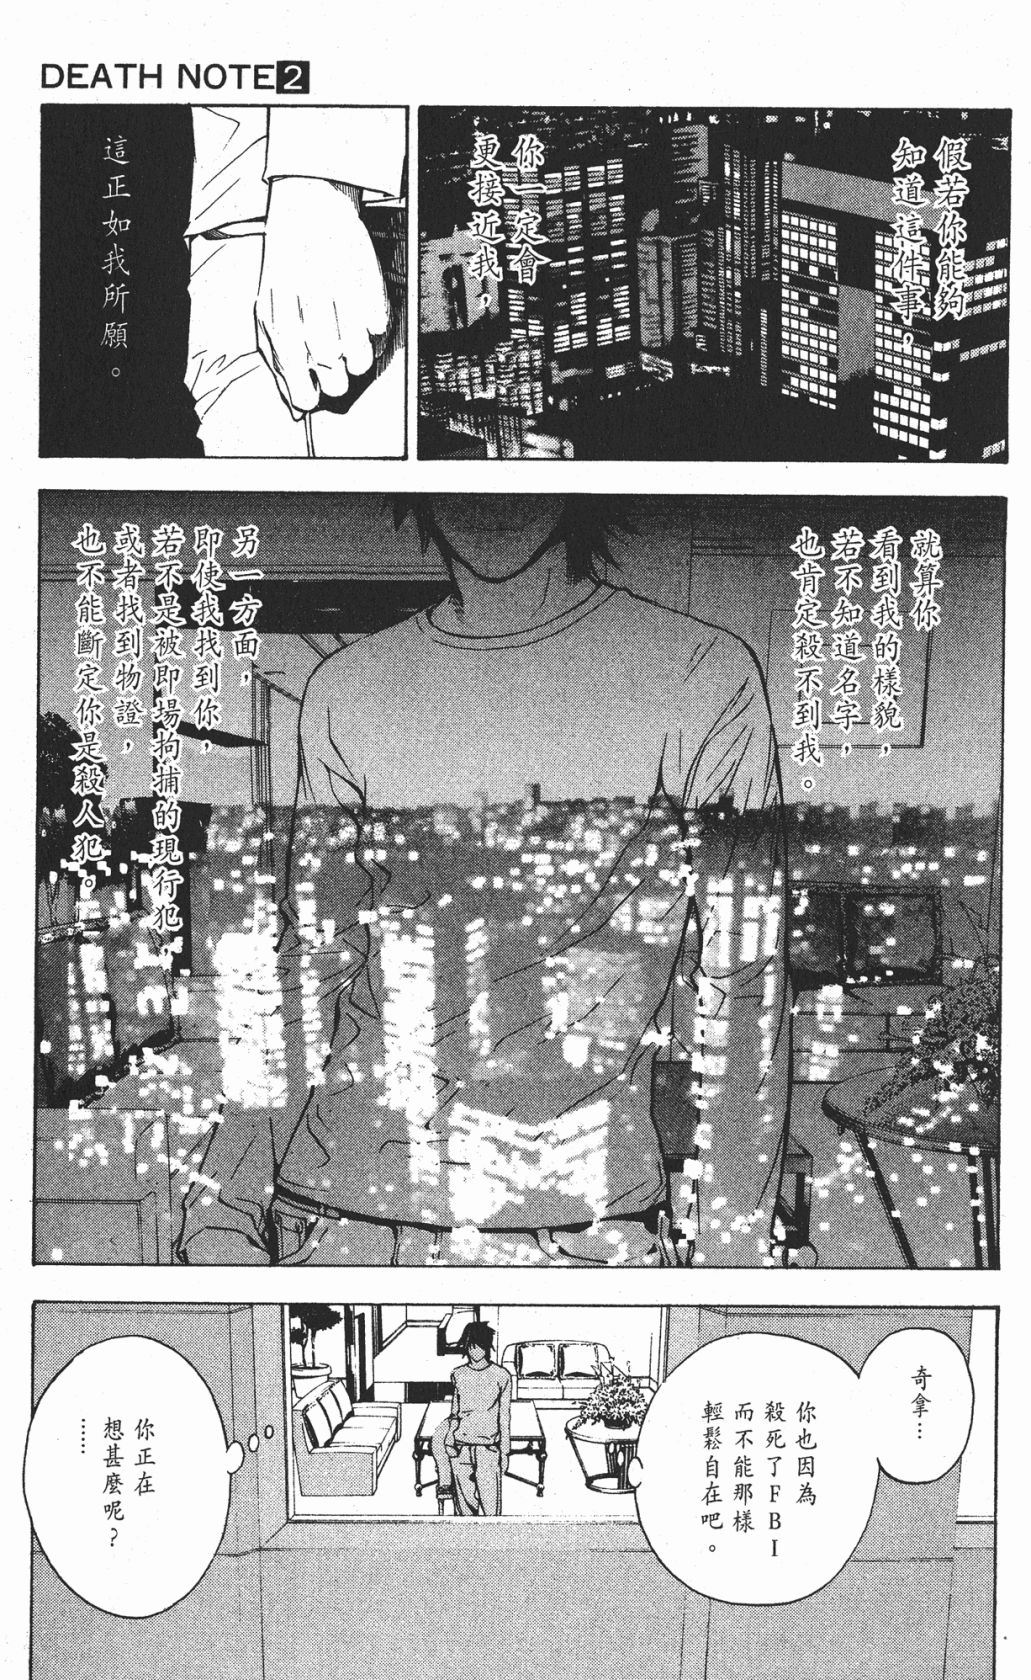 DEATH NOTE2
假若你能夠
知道這件事，
你一定會
更接近我，
這正如我所願。
就算你
看到我的樣貌，
若不知道名字，
也肯定殺不到我。
另一方面，
即使我找到你，
若不是被即場拘捕的現行犯
或者找到物證，
也不能斷定你是殺人犯。
奇拿…
你也因為
殺死了FBI
而不能那樣
輕鬆自在吧。
你正在
想甚麼呢？
……